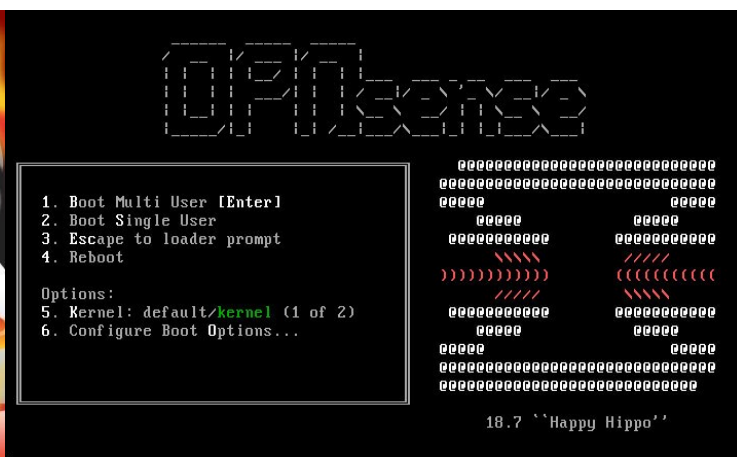 OPNsense
1. Boot Multi User [Enter]
2. Boot Single User
3. Escape to loader prompt
4. Reboot
Options:
5. Kernel: default/kernel (1 of 2)
6. Configure Boot Options...
@@@@@@@@@@@@@@@@@@@@@@@@@@@@
@@@@@@@@@@@@@@@@@@@@@@@@@@@@@@
@@@@@ @@@@@
@@@@@ @@@@@
@@@@@@@@@@@ @@@@@@@@@@@
\\\\\ /////
)))))))))))) (((((((((((
///// \\\\\
@@@@@@@@@@@ @@@@@@@@@@@
@@@@@ @@@@@
@@@@@ @@@@@
@@@@@@@@@@@@@@@@@@@@@@@@@@@@@@
@@@@@@@@@@@@@@@@@@@@@@@@@@@@
18.7 ``Happy Hippo''